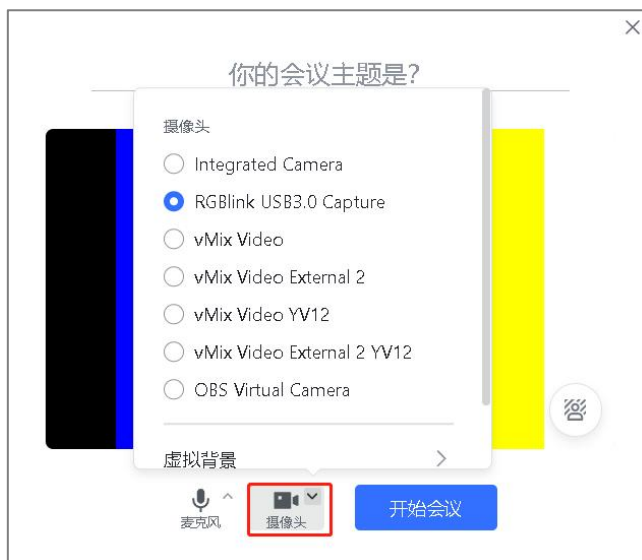 你的会议主题是?
摄像头
Integrated Camera
RGBlink USB3.0 Capture
vMix Video
vMix Video External 2
vMix Video YV12
vMix Video External 2 YV12
OBS Virtual Camera
虚拟背景
麦克风
摄像头
开始会议